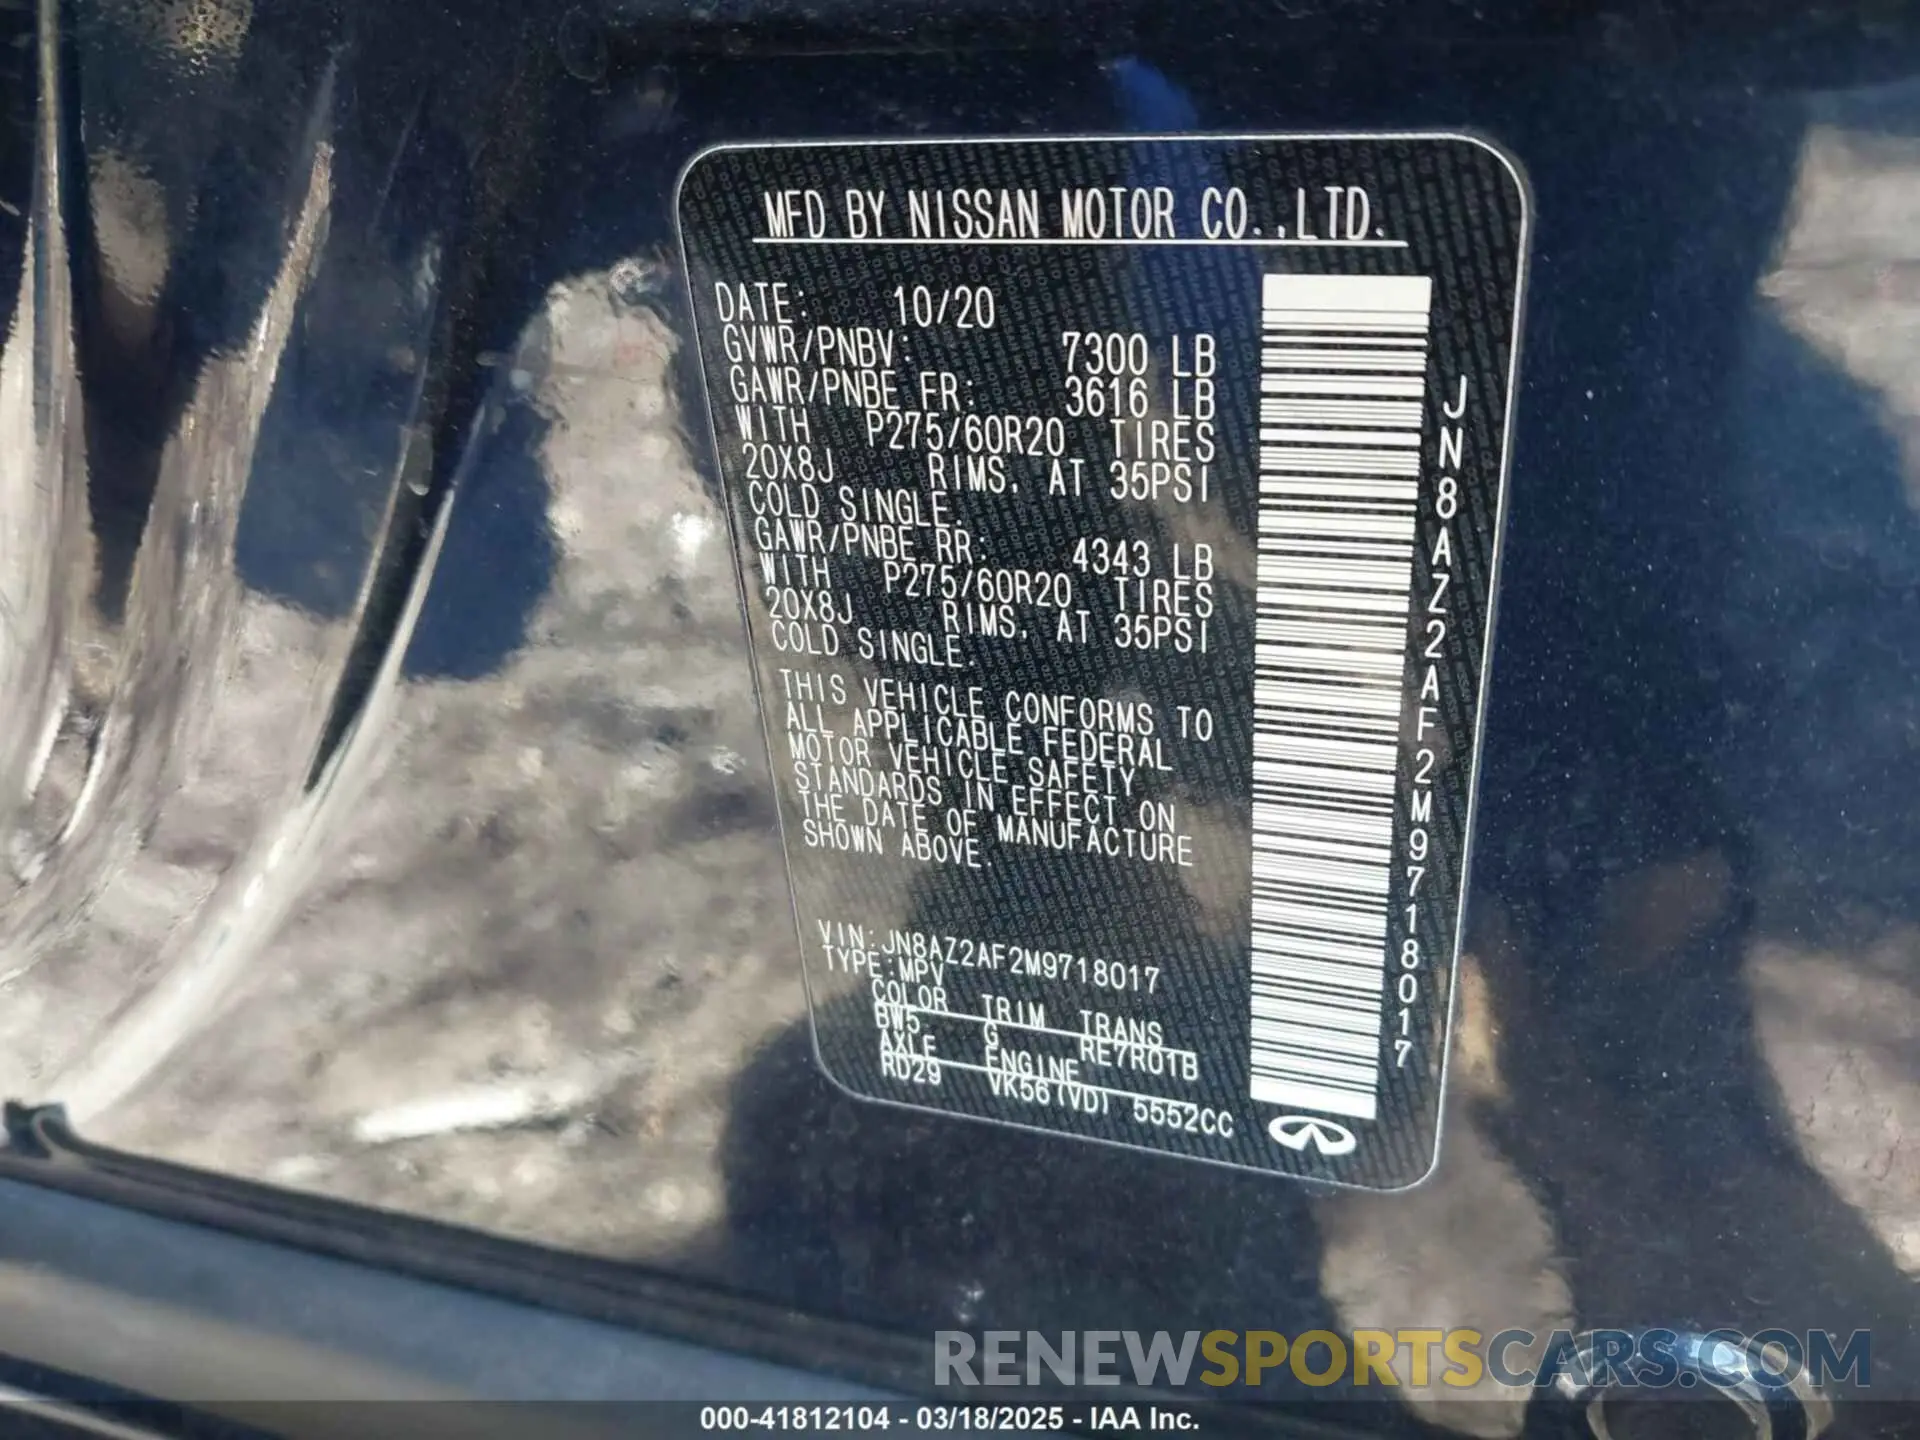 MFD BY NISSAN MOTOR CO.,LTD.
DATE: 10/20
GVWR/PNBV: 7300 LB
GAWR/PNBE FR: 3616 LB
WITH P275/60R20 TIRES
20X8J RIMS. AT 35PSI
COLD SINGLE.
GAWR/PNBE RR: 4343 LB
WITH P275/60R20 TIRES
20X8J RIMS. AT 35PSI
COLD SINGLE.
THIS VEHICLE CONFORMS TO
ALL APPLICABLE FEDERAL
MOTOR VEHICLE SAFETY
STANDARDS IN EFFECT ON
THE DATE OF MANUFACTURE
SHOWN ABOVE.
VIN:JN8AZ2AF2M9718017
TYPE:MPV
COLOR TRIM TRANS
BW5 G RE7R01B
AXLE ENGINE
RD29 VK56(VD) 5552CC
JN8AZ2AF2M9718017
RENEWSPORTSCARS.COM
000-41812104 - 03/18/2025 - IAA Inc.